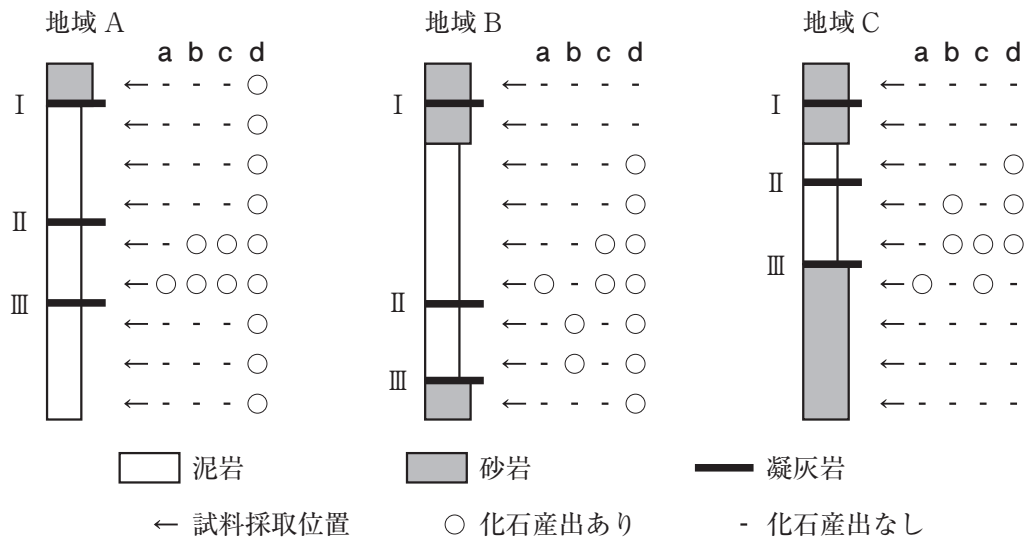 地域 A 地域 B 地域 C
a b c d a b c d a b c d
← - - - ○ ← - - - - ← - - - -
Ⅰ Ⅰ Ⅰ
← - - - ○ ← - - - - ← - - - -
← - - - ○ ← - - - ○ ← - - - ○
Ⅱ
← - - - ○ ← - - - ○ ← - ○ - ○
Ⅱ
← - ○ ○ ○ ← - - ○ ○ ← - ○ ○ ○
Ⅲ
← ○ ○ ○ ○ ← ○ - ○ ○ ← ○ - ○ -
Ⅲ Ⅱ
← - - - ○ ← - ○ - ○ ← - - - -
← - - - ○ ← - ○ - ○ ← - - - -
Ⅲ
← - - - ○ ← - - - ○ ← - - - -
泥岩 砂岩 凝灰岩
← 試料採取位置 ○ 化石産出あり - 化石産出なし